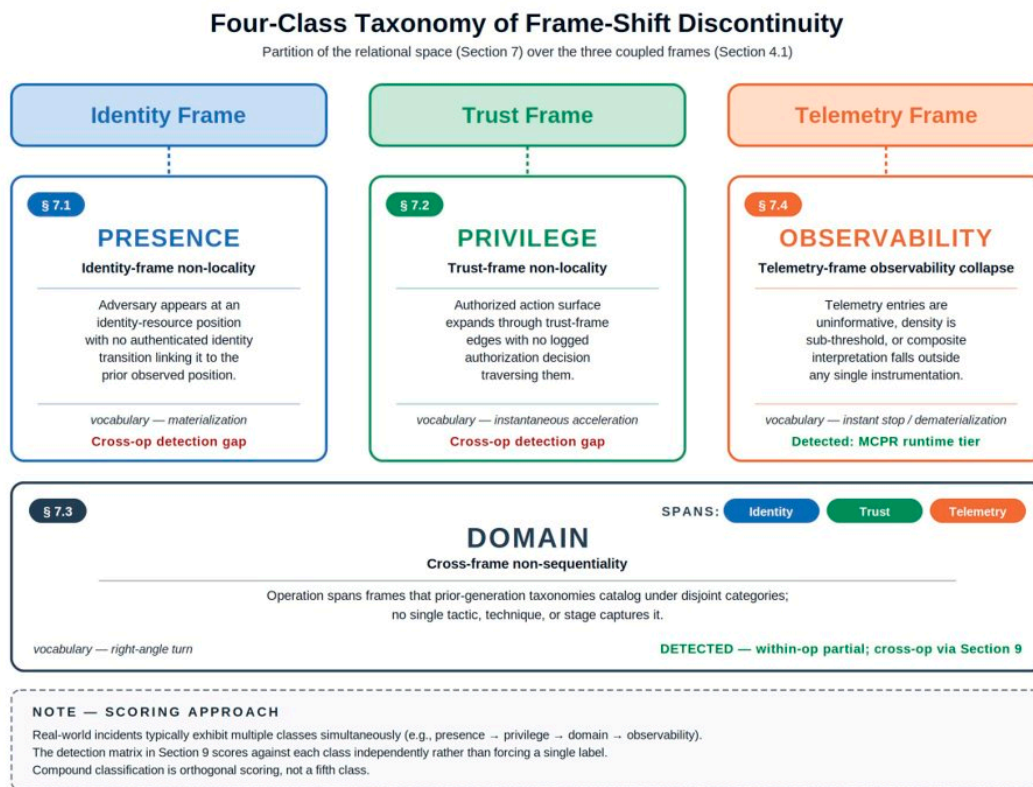 Four-Class Taxonomy of Frame-Shift Discontinuity
Partition of the relational space (Section 7) over the three coupled frames (Section 4.1)
Identity Frame
Trust Frame
Telemetry Frame
§ 7.1
PRESENCE
Identity-frame non-locality
Adversary appears at an
identity-resource position
with no authenticated identity
transition linking it to the
prior observed position.
vocabulary — materialization
Cross-op detection gap
§ 7.2
PRIVILEGE
Trust-frame non-locality
Authorized action surface
expands through trust-frame
edges with no logged
authorization decision
traversing them.
vocabulary — instantaneous acceleration
Cross-op detection gap
§ 7.4
OBSERVABILITY
Telemetry-frame observability collapse
Telemetry entries are
uninformative, density is
sub-threshold, or composite
interpretation falls outside
any single instrumentation.
vocabulary — instant stop / dematerialization
Detected: MCPR runtime tier
§ 7.3
SPANS: Identity Trust Telemetry
DOMAIN
Cross-frame non-sequentiality
Operation spans frames that prior-generation taxonomies catalog under disjoint categories;
no single tactic, technique, or stage captures it.
vocabulary — right-angle turn
DETECTED — within-op partial; cross-op via Section 9
NOTE — SCORING APPROACH
Real-world incidents typically exhibit multiple classes simultaneously (e.g., presence → privilege → domain → observability).
The detection matrix in Section 9 scores against each class independently rather than forcing a single label.
Compound classification is orthogonal scoring, not a fifth class.